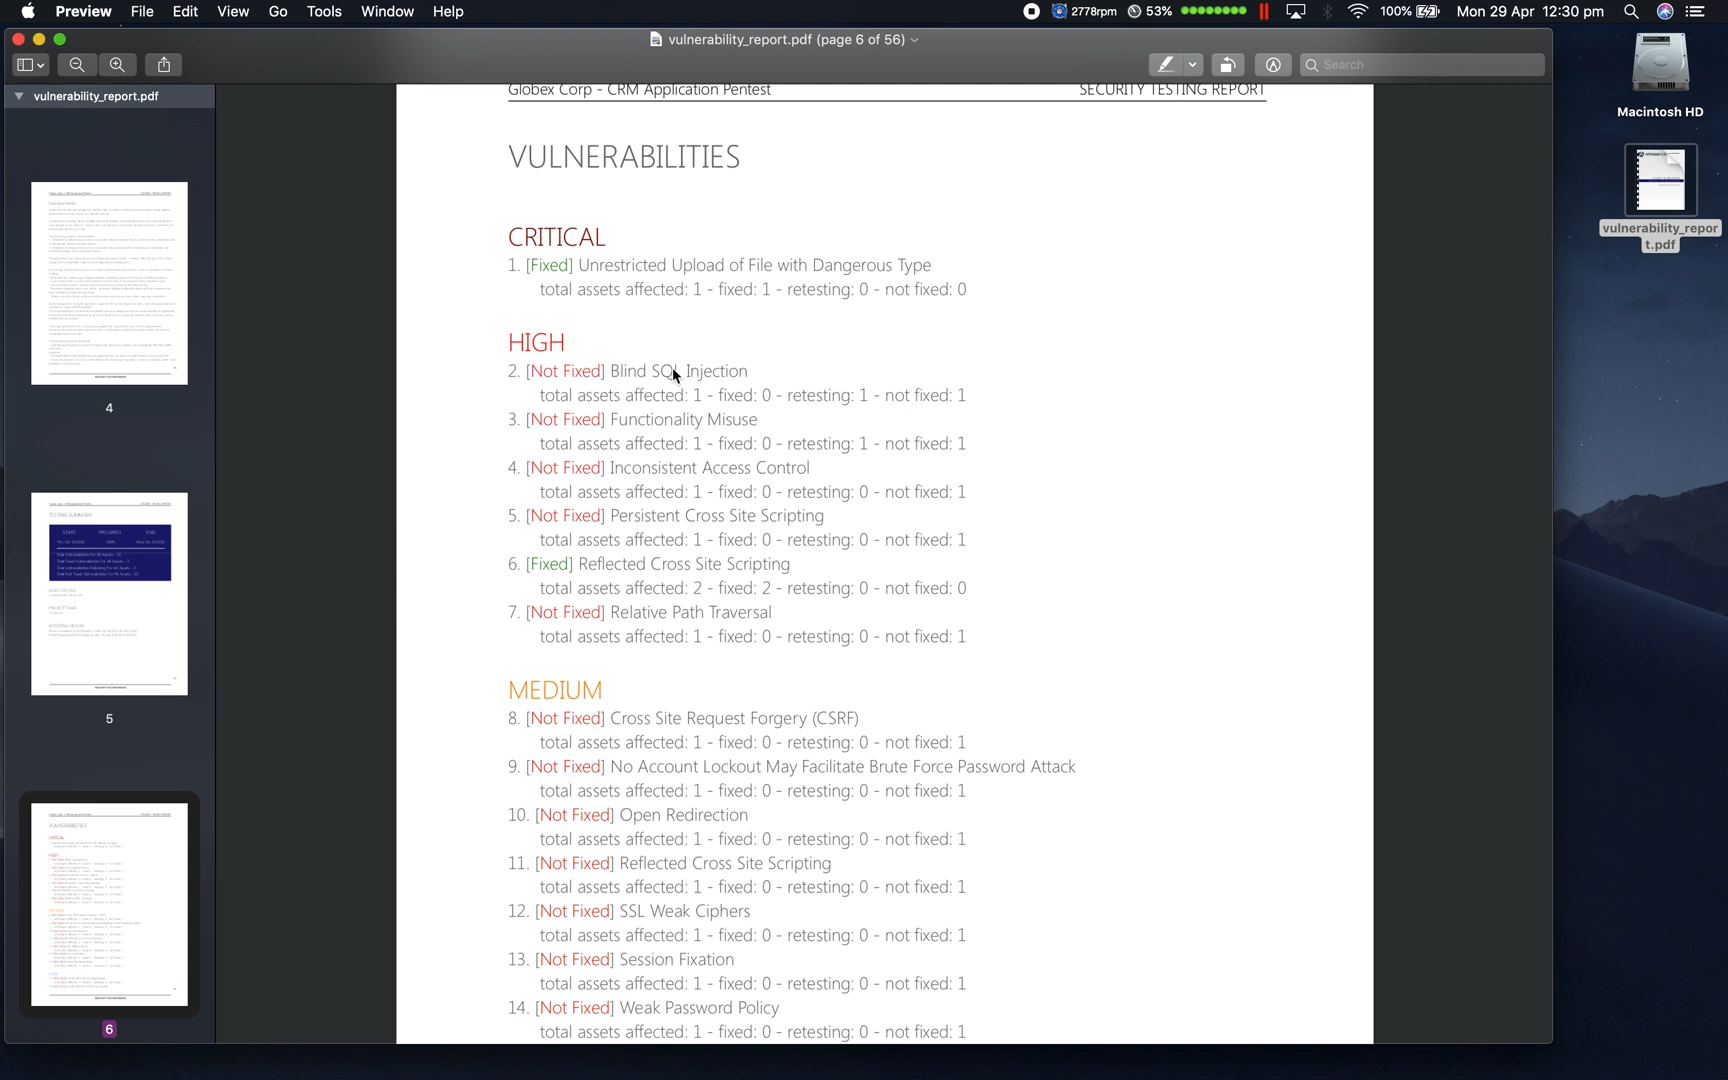 Preview File Edit View Go Tools Window Help
2778rpm 53% 100% Mon 29 Apr 12:30 pm
vulnerability_report.pdf (page 6 of 56)
Search
vulnerability_report.pdf
4
TESTING SUMMARY
START PROGRESS END
5
6
Globex Corp - CRM Application Pentest SECURITY TESTING REPORT
VULNERABILITIES
CRITICAL
1. [Fixed] Unrestricted Upload of File with Dangerous Type
total assets affected: 1 - fixed: 1 - retesting: 0 - not fixed: 0
HIGH
2. [Not Fixed] Blind SQL Injection
total assets affected: 1 - fixed: 0 - retesting: 1 - not fixed: 1
3. [Not Fixed] Functionality Misuse
total assets affected: 1 - fixed: 0 - retesting: 1 - not fixed: 1
4. [Not Fixed] Inconsistent Access Control
total assets affected: 1 - fixed: 0 - retesting: 0 - not fixed: 1
5. [Not Fixed] Persistent Cross Site Scripting
total assets affected: 1 - fixed: 0 - retesting: 0 - not fixed: 1
6. [Fixed] Reflected Cross Site Scripting
total assets affected: 2 - fixed: 2 - retesting: 0 - not fixed: 0
7. [Not Fixed] Relative Path Traversal
total assets affected: 1 - fixed: 0 - retesting: 0 - not fixed: 1
MEDIUM
8. [Not Fixed] Cross Site Request Forgery (CSRF)
total assets affected: 1 - fixed: 0 - retesting: 0 - not fixed: 1
9. [Not Fixed] No Account Lockout May Facilitate Brute Force Password Attack
total assets affected: 1 - fixed: 0 - retesting: 0 - not fixed: 1
10. [Not Fixed] Open Redirection
total assets affected: 1 - fixed: 0 - retesting: 0 - not fixed: 1
11. [Not Fixed] Reflected Cross Site Scripting
total assets affected: 1 - fixed: 0 - retesting: 0 - not fixed: 1
12. [Not Fixed] SSL Weak Ciphers
total assets affected: 1 - fixed: 0 - retesting: 0 - not fixed: 1
13. [Not Fixed] Session Fixation
total assets affected: 1 - fixed: 0 - retesting: 0 - not fixed: 1
14. [Not Fixed] Weak Password Policy
total assets affected: 1 - fixed: 0 - retesting: 0 - not fixed: 1
Macintosh HD
vulnerability_repor
t.pdf